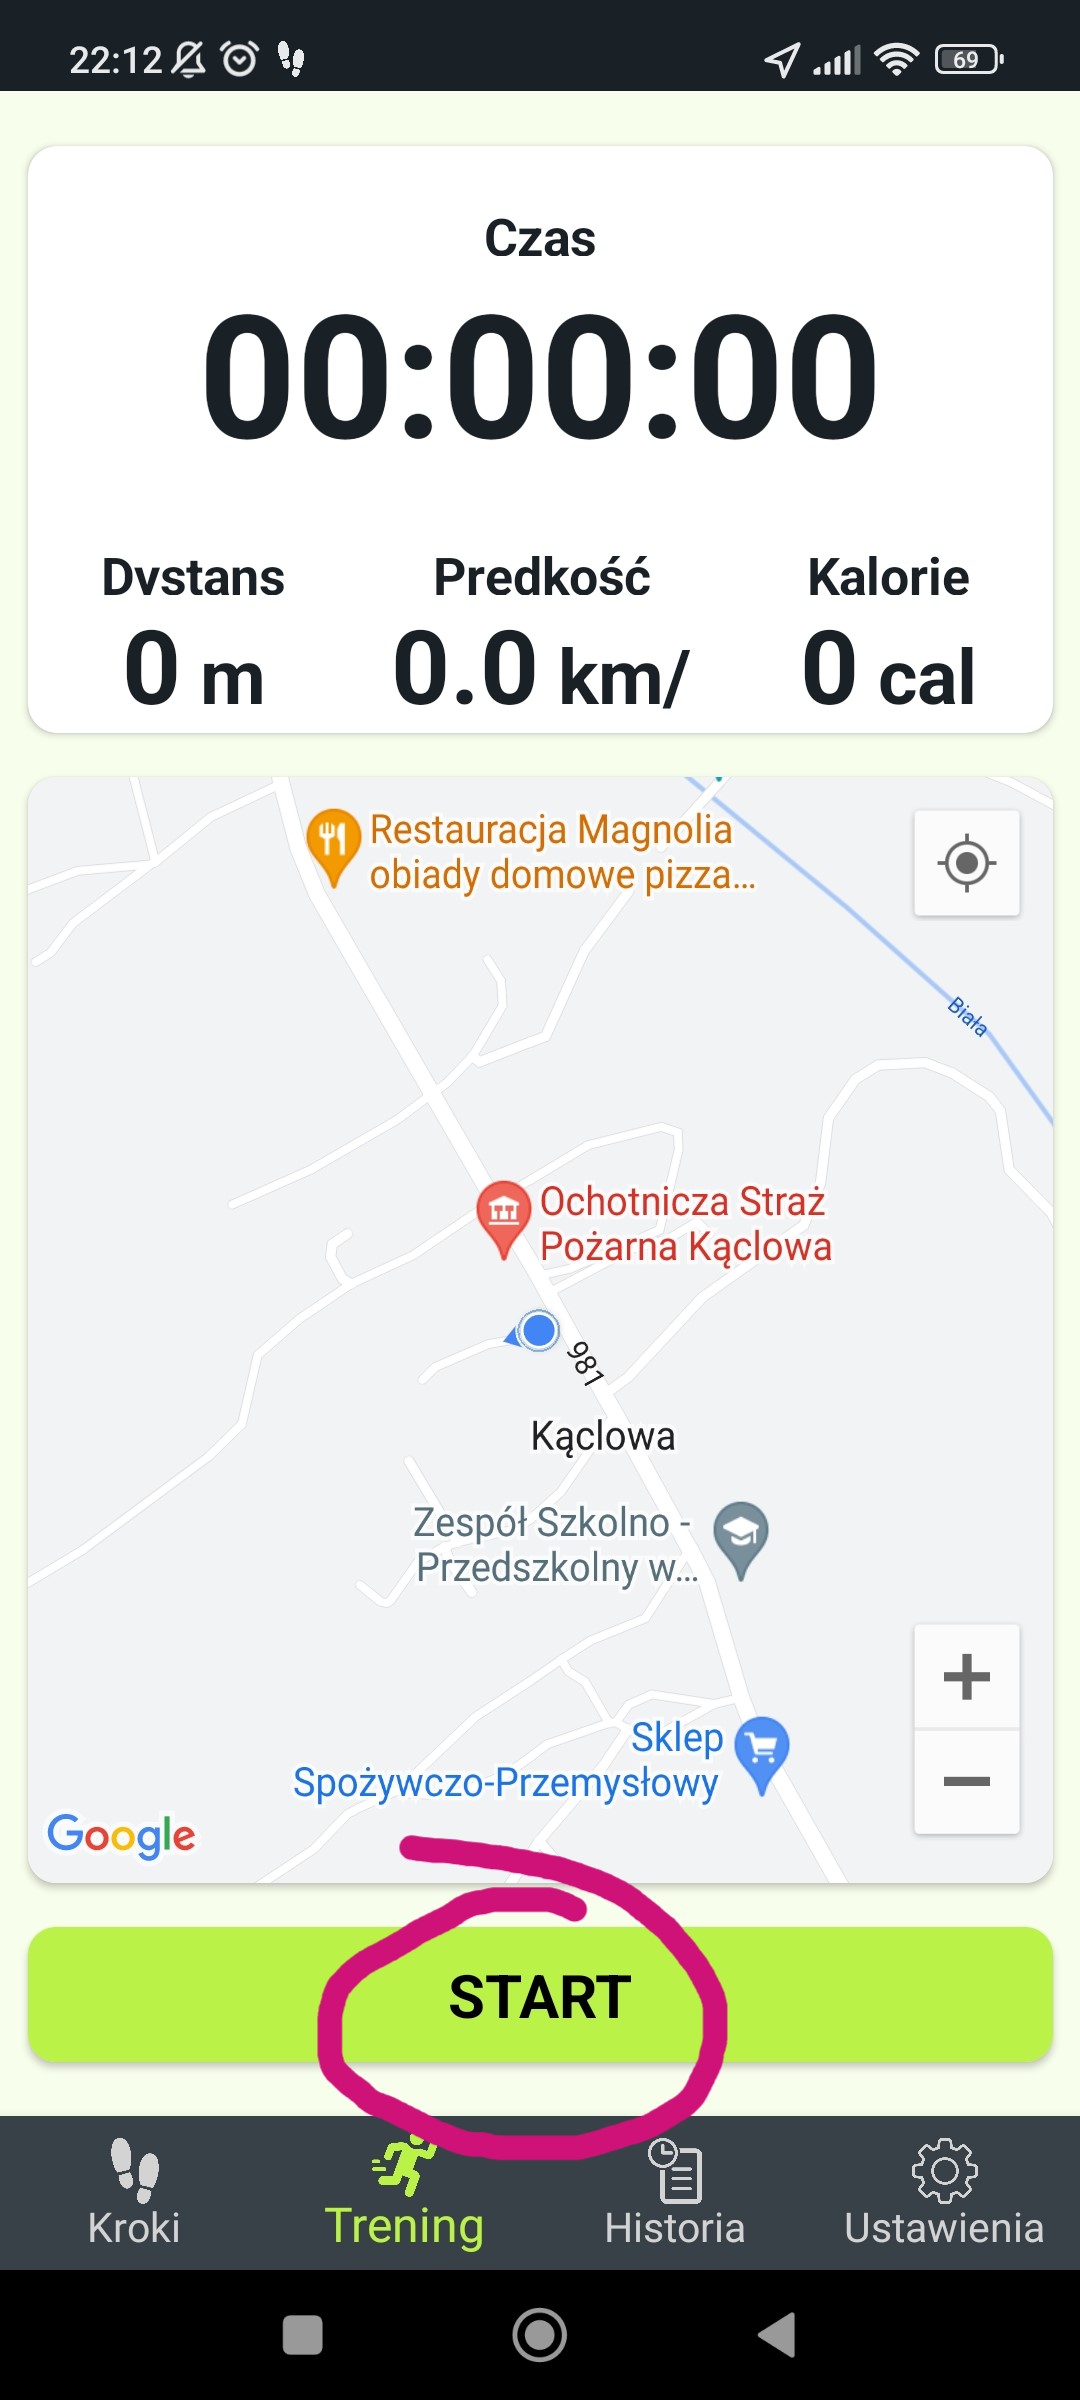 22:12
69
Czas
00:00:00
Dystans Prędkość Kalorie
0 m 0.0 km/ 0 cal
Restauracja Magnolia
obiady domowe pizza...
Biała
Ochotnicza Straż
Pożarna Kąclowa
981
Kąclowa
Zespół Szkolno -
Przedszkolny w...
Sklep
Spożywczo-Przemysłowy
Google
START
Kroki Trening Historia Ustawienia